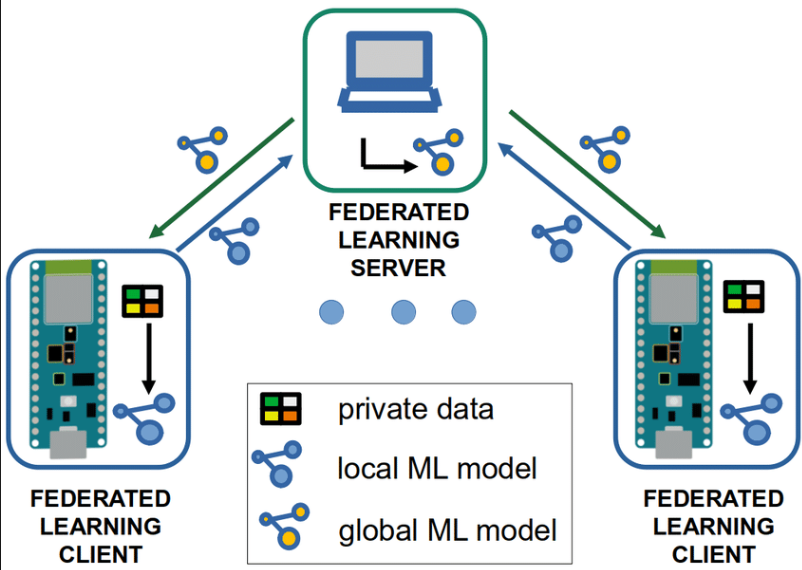 FEDERATED
LEARNING
SERVER
private data
local ML model
global ML model
FEDERATED
LEARNING
CLIENT
FEDERATED
LEARNING
CLIENT